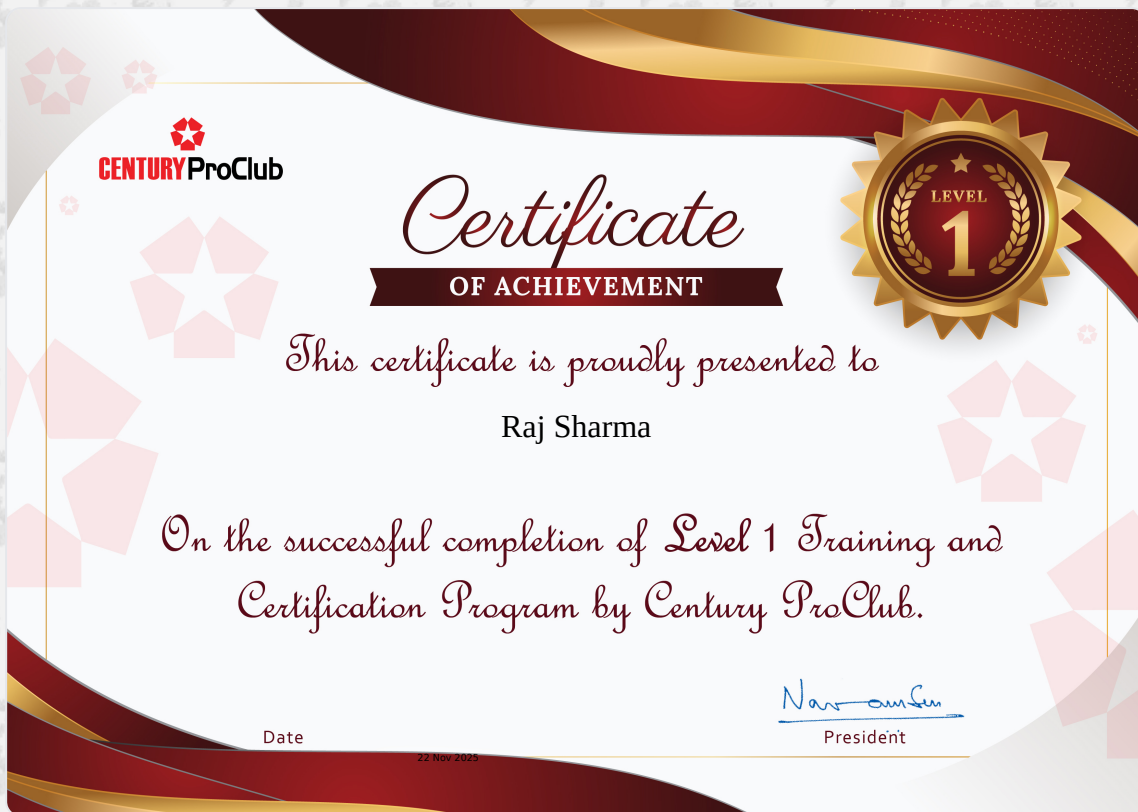 CENTURY ProClub
Certificate
OF ACHIEVEMENT
LEVEL
1
This certificate is proudly presented to
Raj Sharma
On the successful completion of Level 1 Training and
Certification Program by Century ProClub.
Date
President
22 Nov 2025